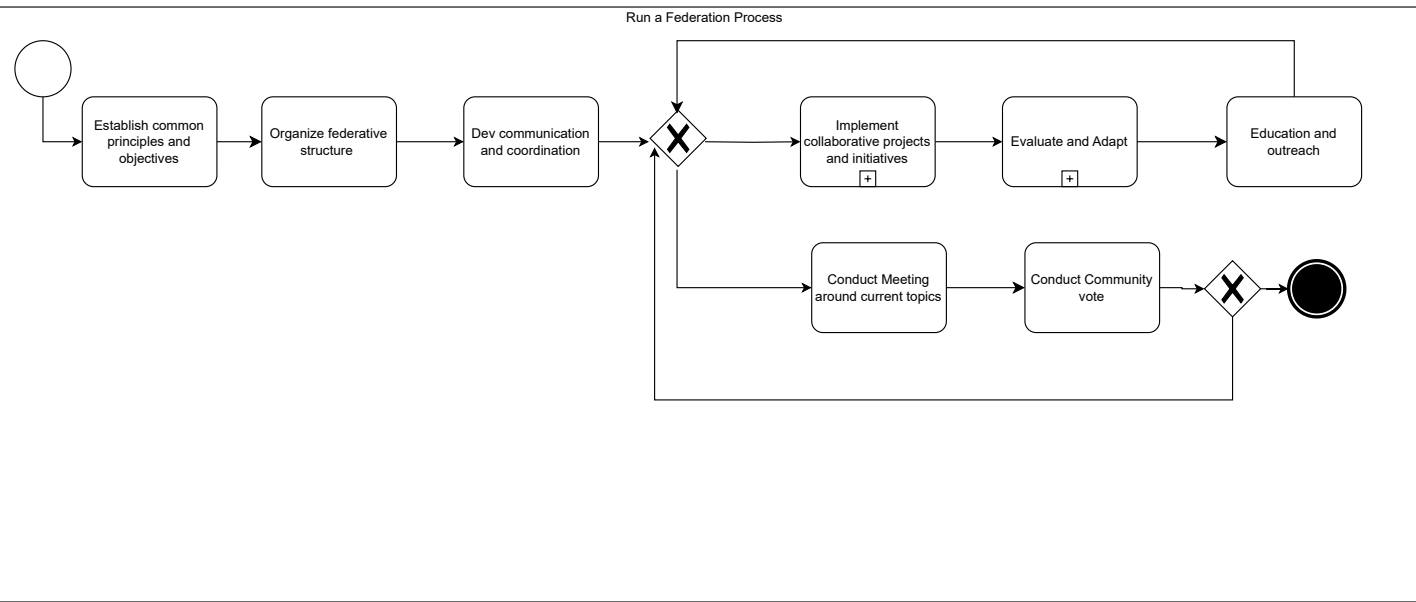 Run a Federation Process
Establish common
principles and
objectives
Organize federative
structure
Dev communication
and coordination
Implement
collaborative projects
and initiatives
+
Evaluate and Adapt
+
Education and
outreach
Conduct Meeting
around current topics
Conduct Community
vote